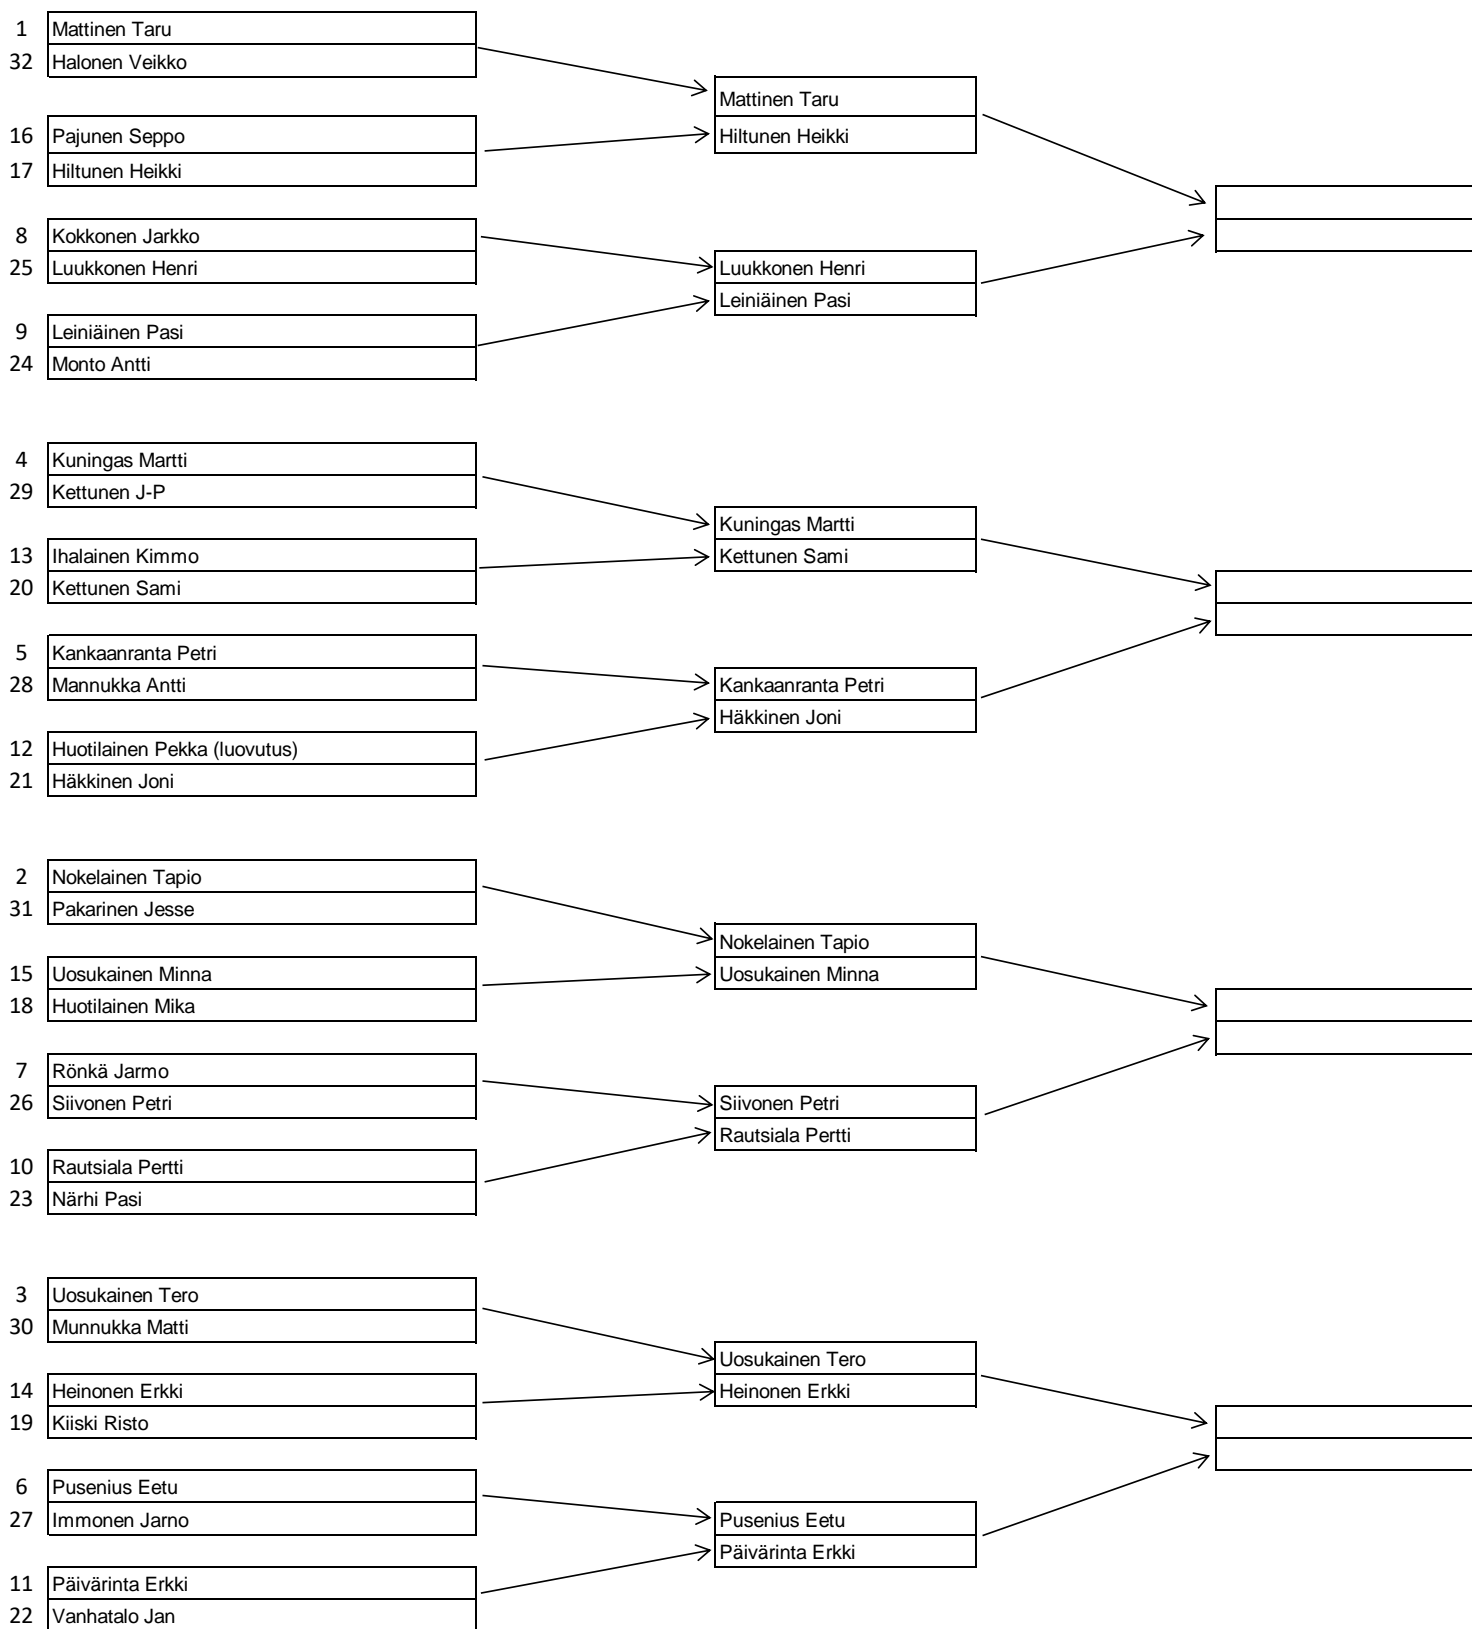 1 Mattinen Taru
32 Halonen Veikko
Mattinen Taru
16 Pajunen Seppo
Hiltunen Heikki
17 Hiltunen Heikki
8 Kokkonen Jarkko
25 Luukkonen Henri
Luukkonen Henri
Leiniäinen Pasi
9 Leiniäinen Pasi
24 Monto Antti
4 Kuningas Martti
29 Kettunen J-P
Kuningas Martti
13 Ihalainen Kimmo
Kettunen Sami
20 Kettunen Sami
5 Kankaanranta Petri
28 Mannukka Antti
Kankaanranta Petri
Häkkinen Joni
12 Huotilainen Pekka (luovutus)
21 Häkkinen Joni
2 Nokelainen Tapio
31 Pakarinen Jesse
Nokelainen Tapio
15 Uosukainen Minna
Uosukainen Minna
18 Huotilainen Mika
7 Rönkä Jarmo
26 Siivonen Petri
Siivonen Petri
Rautsiala Pertti
10 Rautsiala Pertti
23 Närhi Pasi
3 Uosukainen Tero
30 Munnukka Matti
Uosukainen Tero
14 Heinonen Erkki
Heinonen Erkki
19 Kiiski Risto
6 Pusenius Eetu
27 Immonen Jarno
Pusenius Eetu
Päivärinta Erkki
11 Päivärinta Erkki
22 Vanhatalo Jan